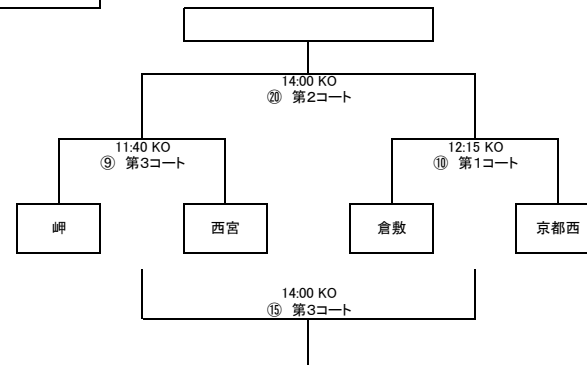 14:00 KO
⑳ 第2コート
11:40 KO
⑨ 第3コート
12:15 KO
⑩ 第1コート
岬
西宮
倉敷
京都西
14:00 KO
⑮ 第3コート